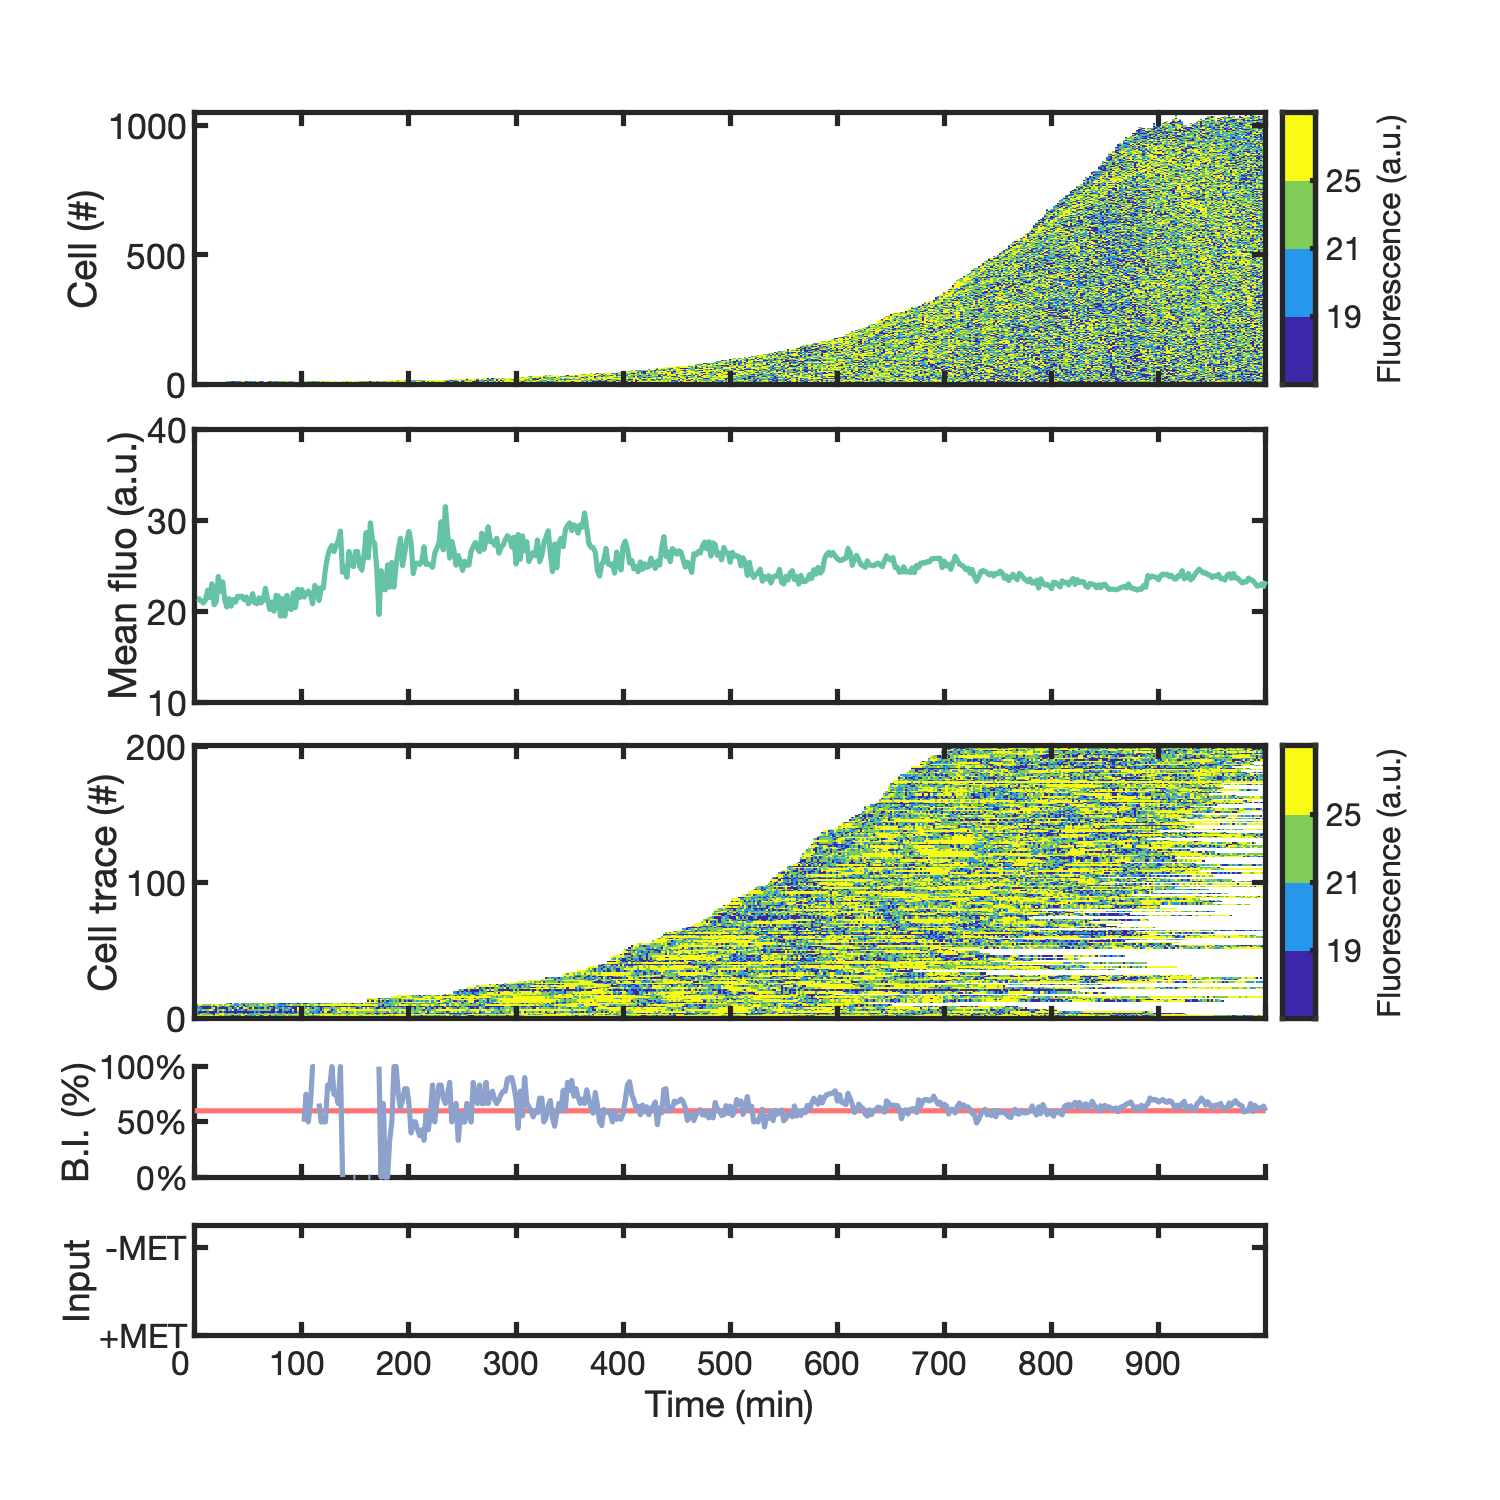 Cell (#)
1000
500
0
25
21
19
Fluorescence (a.u.)
Mean fluo (a.u.)
40
30
20
10
Cell trace (#)
200
100
0
25
21
19
Fluorescence (a.u.)
B.I. (%)
100%
50%
0%
Input
-MET
+MET
0 100 200 300 400 500 600 700 800 900
Time (min)